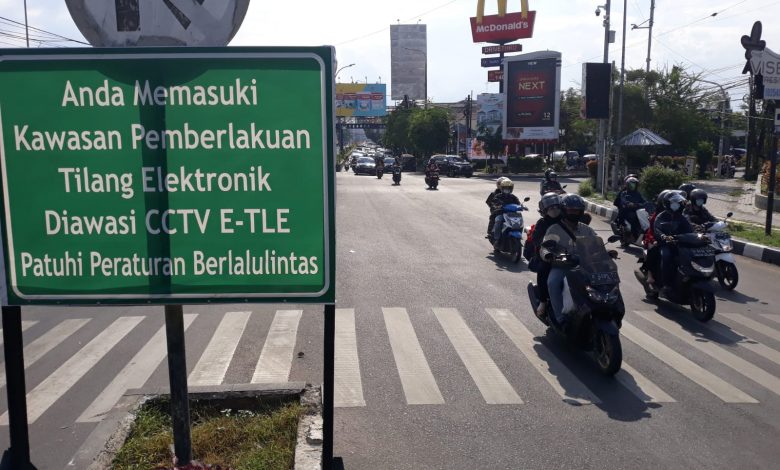 Anda Memasuki
Kawasan Pemberlakuan
Tilang Elektronik
Diawasi CCTV E-TLE
Patuhi Peraturan Berlalulintas
McDonald's
NEXT